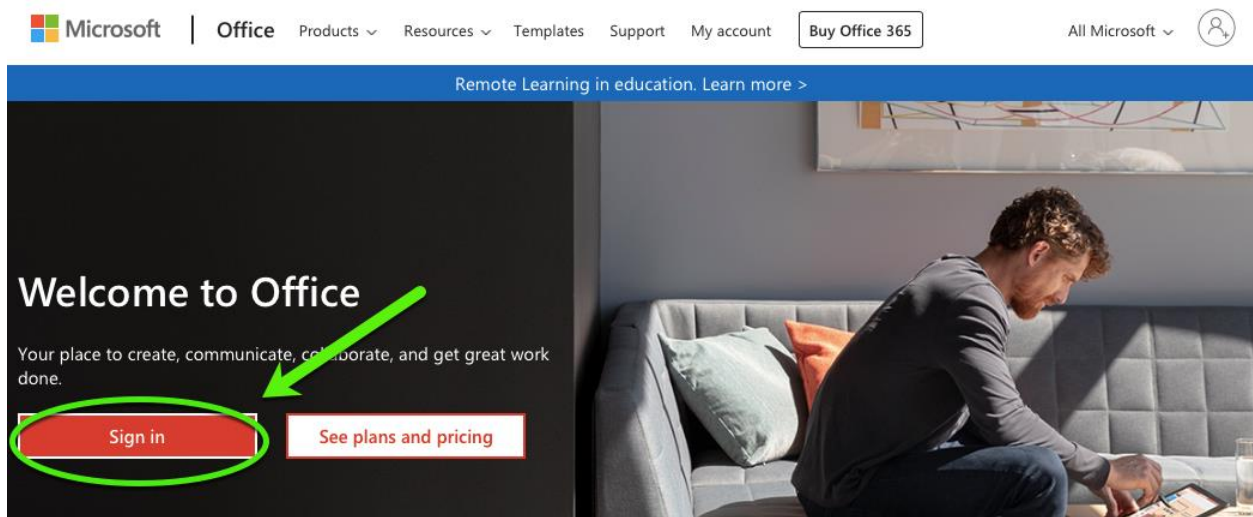 Microsoft | Office Products Resources Templates Support My account Buy Office 365 All Microsoft
Remote Learning in education. Learn more >
Welcome to Office
Your place to create, communicate, collaborate, and get great work
done.
Sign in See plans and pricing